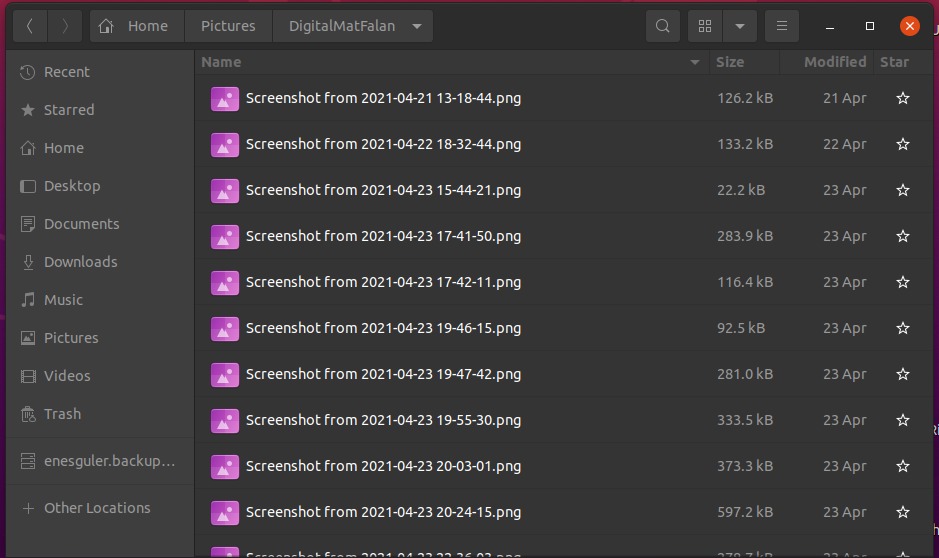 Home Pictures DigitalMatFalan
Name Size Modified Star
Recent
Starred
Home
Desktop
Documents
Downloads
Music
Pictures
Videos
Trash
enesguler.backup...
Other Locations
Screenshot from 2021-04-21 13-18-44.png 126.2 kB 21 Apr
Screenshot from 2021-04-22 18-32-44.png 133.2 kB 22 Apr
Screenshot from 2021-04-23 15-44-21.png 22.2 kB 23 Apr
Screenshot from 2021-04-23 17-41-50.png 283.9 kB 23 Apr
Screenshot from 2021-04-23 17-42-11.png 116.4 kB 23 Apr
Screenshot from 2021-04-23 19-46-15.png 92.5 kB 23 Apr
Screenshot from 2021-04-23 19-47-42.png 281.0 kB 23 Apr
Screenshot from 2021-04-23 19-55-30.png 333.5 kB 23 Apr
Screenshot from 2021-04-23 20-03-01.png 373.3 kB 23 Apr
Screenshot from 2021-04-23 20-24-15.png 597.2 kB 23 Apr